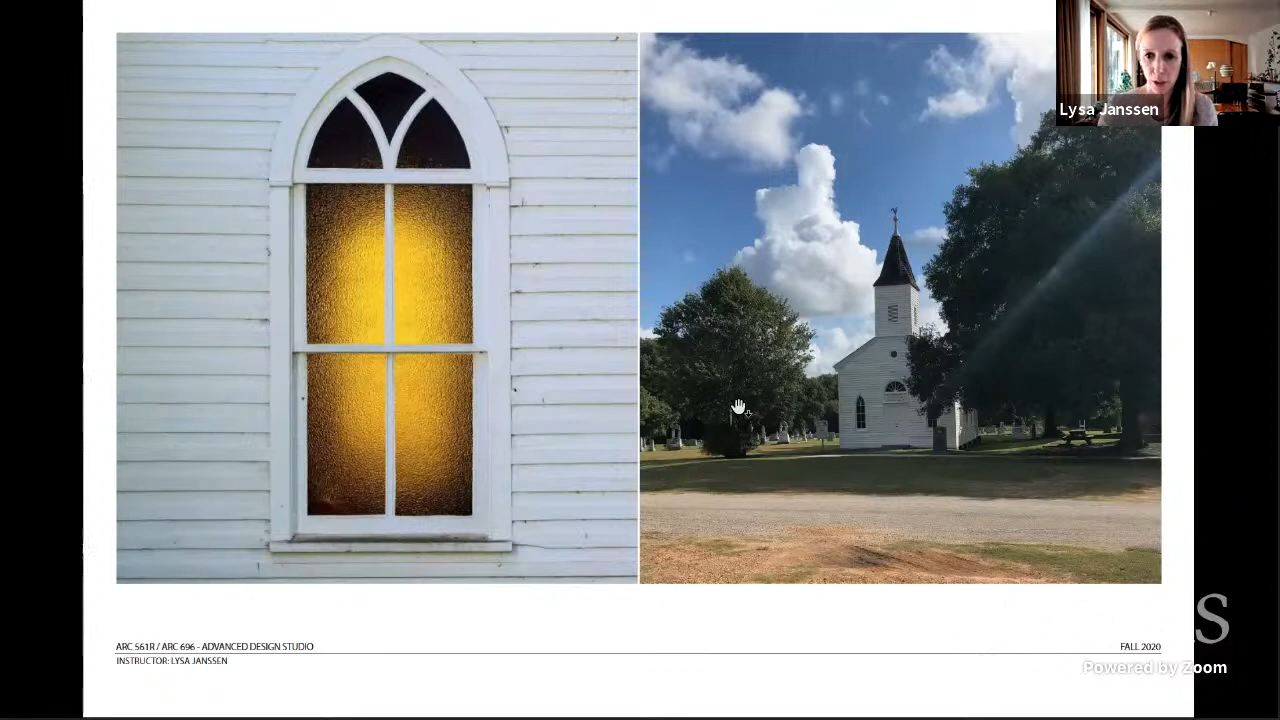 Lysa Janssen
S
ARC 561R / ARC 696 - ADVANCED DESIGN STUDIO
FALL 2020
INSTRUCTOR: LYSA JANSSEN
Powered by Zoom